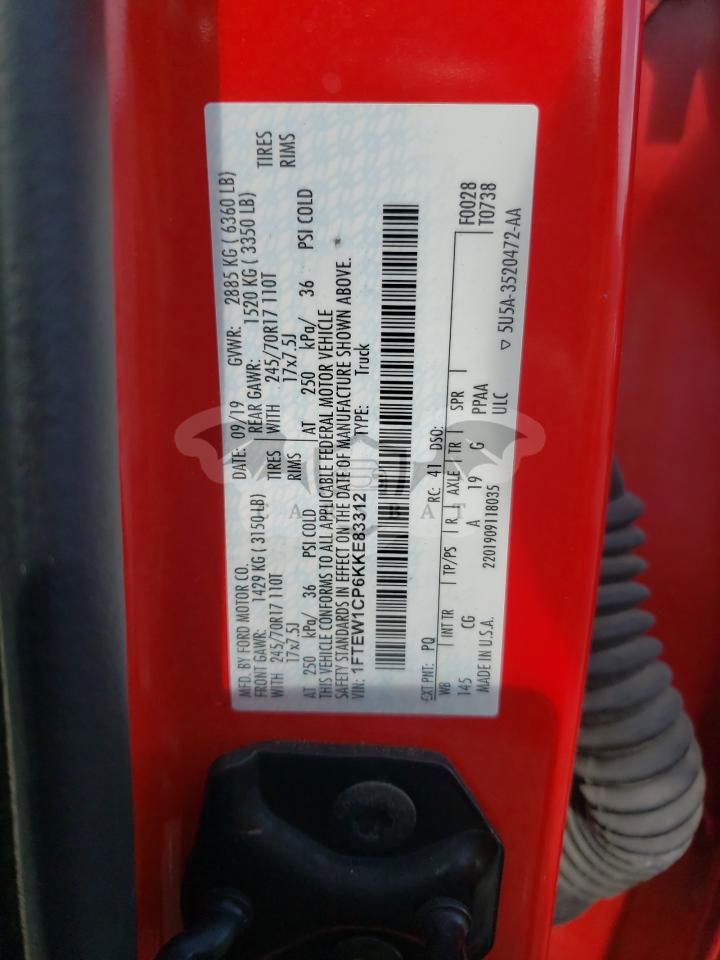 MFD. BY FORD MOTOR CO. DATE: 09/19 GVWR: 2885 KG ( 6360 LB)
FRONT GAWR: 1429 KG ( 3150 LB) REAR GAWR: 1520 KG ( 3350 LB)
WITH 245/70R17 110T TIRES WITH 245/70R17 110T TIRES
17x7.5J RIMS 17x7.5J RIMS
AT 250 kPa/ 36 PSI COLD AT 250 kPa/ 36 PSI COLD
THIS VEHICLE CONFORMS TO ALL APPLICABLE FEDERAL MOTOR VEHICLE
SAFETY STANDARDS IN EFFECT ON THE DATE OF MANUFACTURE SHOWN ABOVE.
VIN: 1FTEW1CP6KKE83312 TYPE: Truck
EXT PNT: PQ RC: 41 DSO: F0028
WB INT TR TP/PS R AXLE TR SPR T0738
145 CG A 19 G PPAA
MADE IN U.S.A. 2201909118035 ULC ▽ 5U5A-3520472-AA